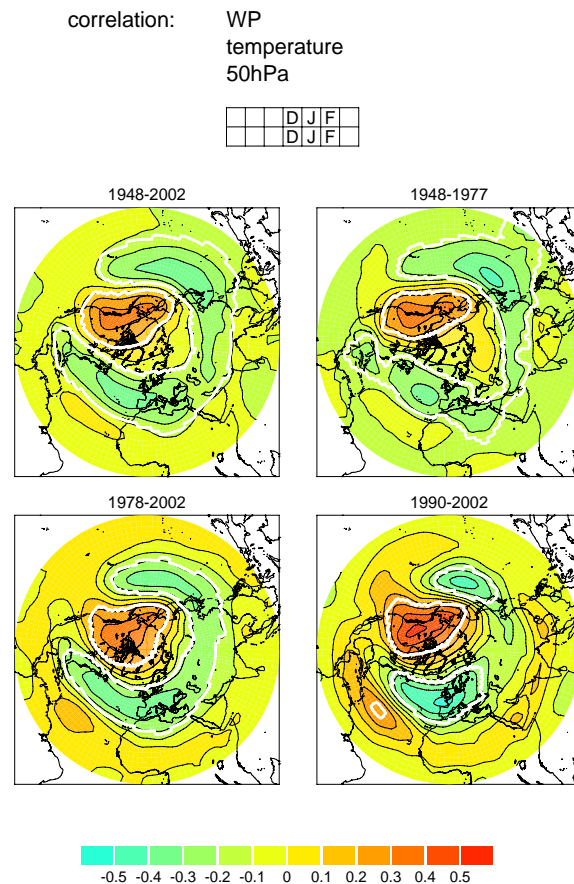 correlation: WP
temperature
50hPa
D J F
D J F
1948-2002 1948-1977
1978-2002 1990-2002
-0.5 -0.4 -0.3 -0.2 -0.1 0 0.1 0.2 0.3 0.4 0.5